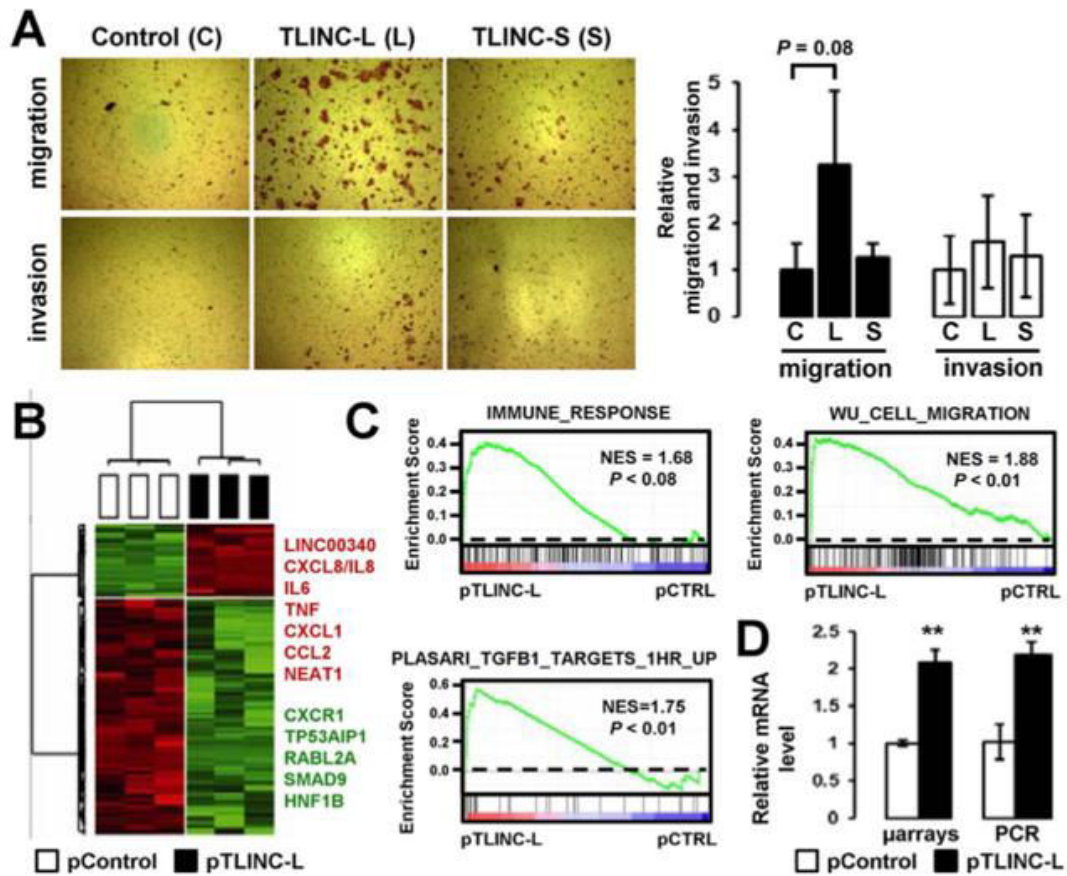 A
Control (C)
TLINC-L (L)
TLINC-S (S)
migration
invasion
P = 0.08
Relative
migration and invasion
5
4
3
2
1
0
C L S
C L S
migration
invasion
B
LINC00340
CXCL8/IL8
IL6
TNF
CXCL1
CCL2
NEAT1
CXCR1
TP53AIP1
RABL2A
SMAD9
HNF1B
pControl
pTLINC-L
C
IMMUNE_RESPONSE
Enrichment Score
0.4
0.3
0.2
0.1
0.0
NES = 1.68
P < 0.08
pTLINC-L
pCTRL
WU_CELL_MIGRATION
Enrichment Score
0.4
0.3
0.2
0.1
0.0
NES = 1.88
P < 0.01
pTLINC-L
pCTRL
PLASARI_TGFB1_TARGETS_1HR_UP
Enrichment Score
0.6
0.4
0.2
0.0
NES=1.75
P < 0.01
pTLINC-L
pCTRL
D
Relative mRNA
level
2.5
2
1.5
1
0.5
0
**
**
µarrays
PCR
pControl
pTLINC-L